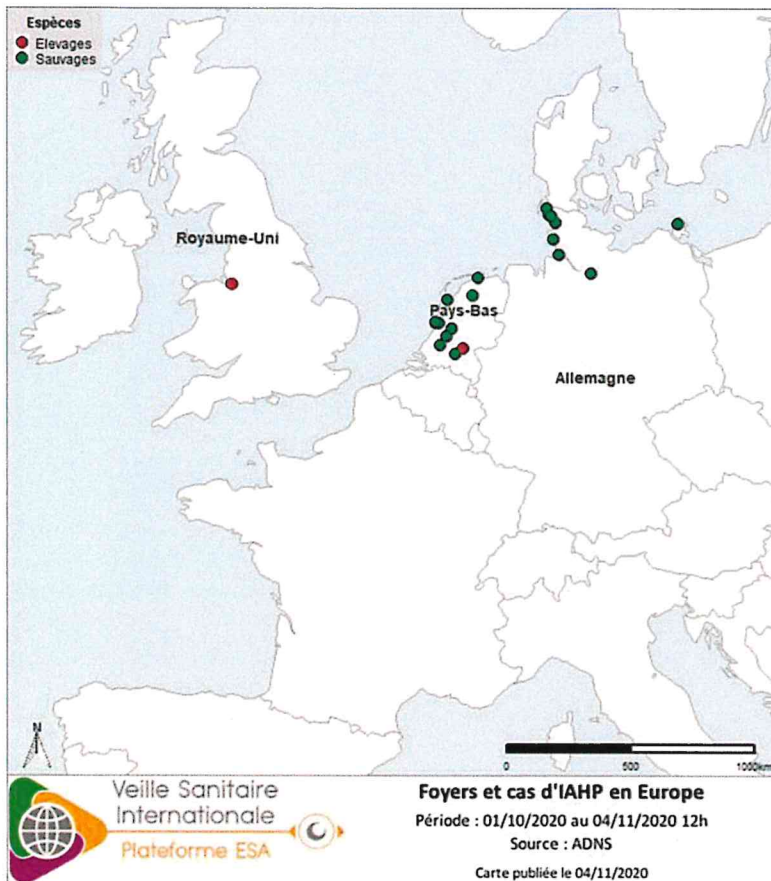 Espèces
Elevages
Sauvages
Royaume-Uni
Pays-Bas
Allemagne
N
0 500 1000km
Veille Sanitaire
Internationale
Plateforme ESA
Foyers et cas d'IAHP en Europe
Période : 01/10/2020 au 04/11/2020 12h
Source : ADNS
Carte publiée le 04/11/2020